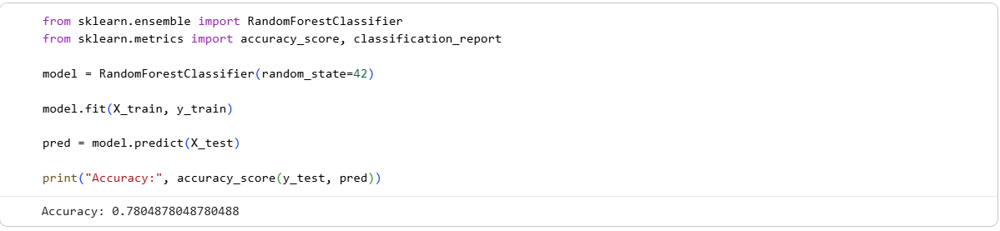 from sklearn.ensemble import RandomForestClassifier
from sklearn.metrics import accuracy_score, classification_report
model = RandomForestClassifier(random_state=42)
model.fit(X_train, y_train)
pred = model.predict(X_test)
print("Accuracy:", accuracy_score(y_test, pred))
Accuracy: 0.7804878048780488